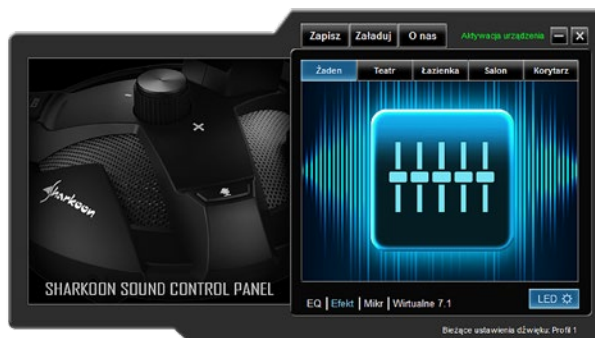 Zapisz Załaduj O nas Aktywacja urządzenia
Żaden Teatr Łazienka Salon Korytarz
Sharkoon
SHARKOON SOUND CONTROL PANEL
EQ | Efekt | Mikr | Wirtualne 7.1
LED
Bieżące ustawienia dźwięku: Profil 1